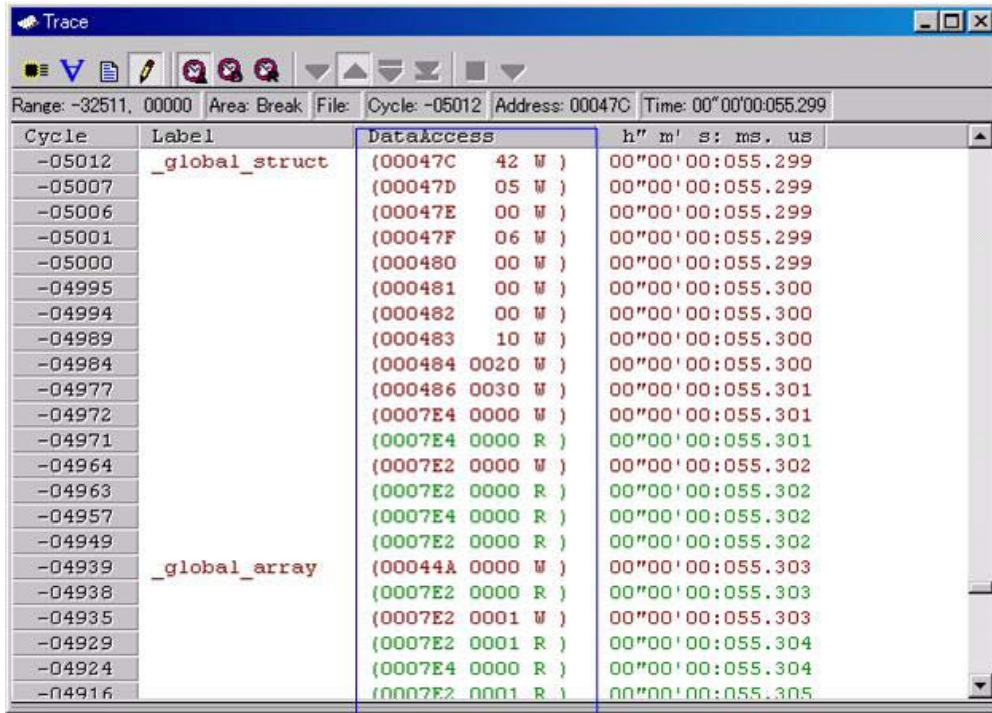 Trace
Range: -32511, 00000 Area: Break File: Cycle: -05012 Address: 00047C Time: 00"00'00:055.299
Cycle Label DataAccess h" m' s: ms. us
-05012 _global_struct (00047C 42 W ) 00"00'00:055.299
-05007 (00047D 05 W ) 00"00'00:055.299
-05006 (00047E 00 W ) 00"00'00:055.299
-05001 (00047F 06 W ) 00"00'00:055.299
-05000 (000480 00 W ) 00"00'00:055.299
-04995 (000481 00 W ) 00"00'00:055.300
-04994 (000482 00 W ) 00"00'00:055.300
-04989 (000483 10 W ) 00"00'00:055.300
-04984 (000484 0020 W ) 00"00'00:055.300
-04977 (000486 0030 W ) 00"00'00:055.301
-04972 (0007E4 0000 W ) 00"00'00:055.301
-04971 (0007E4 0000 R ) 00"00'00:055.301
-04964 (0007E2 0000 W ) 00"00'00:055.302
-04963 (0007E2 0000 R ) 00"00'00:055.302
-04957 (0007E4 0000 R ) 00"00'00:055.302
-04949 (0007E2 0000 R ) 00"00'00:055.302
-04939 _global_array (00044A 0000 W ) 00"00'00:055.303
-04938 (0007E2 0000 R ) 00"00'00:055.303
-04935 (0007E2 0001 W ) 00"00'00:055.303
-04929 (0007E2 0001 R ) 00"00'00:055.304
-04924 (0007E4 0000 R ) 00"00'00:055.304
-04916 (0007E2 0001 R ) 00"00'00:055.305